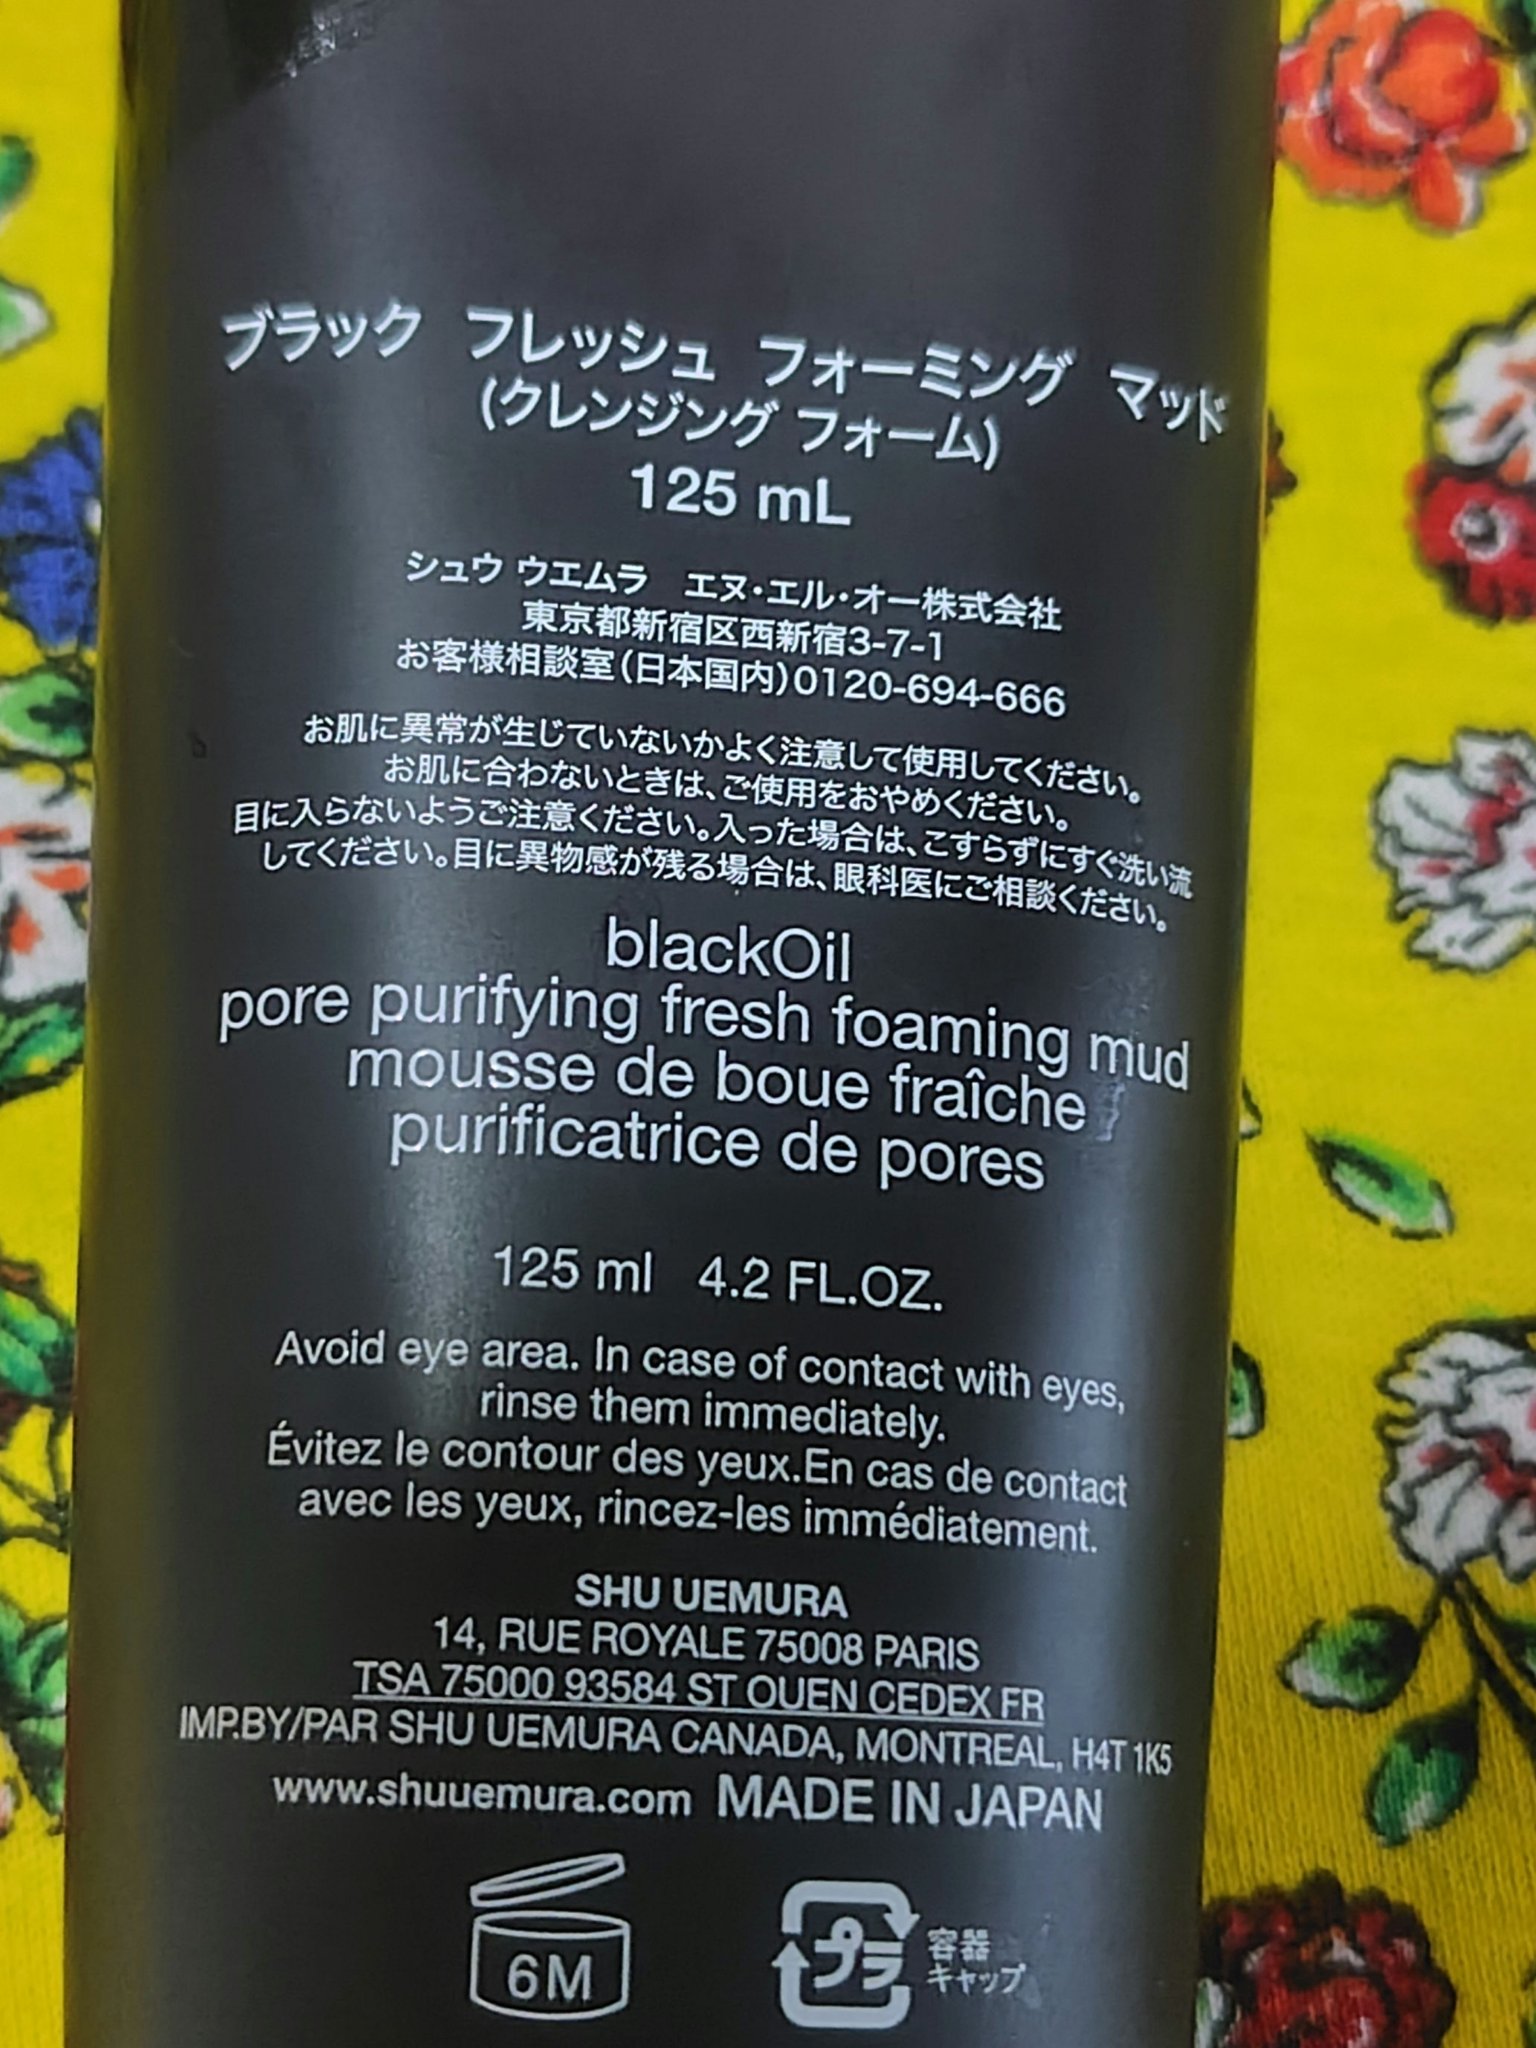 ブラック フレッシュ フォーミング マッド
(クレンジング フォーム)
125 mL
シュウ ウエムラ エヌ・エル・オー株式会社
東京都新宿区西新宿3-7-1
お客様相談室(日本国内)0120-694-666
お肌に異常が生じていないかよく注意して使用してください。
お肌に合わないときは、ご使用をおやめください。
目に入らないようご注意ください。入った場合は、こすらずにすぐ洗い流
してください。目に異物感が残る場合は、眼科医にご相談ください。
blackOil
pore purifying fresh foaming mud
mousse de boue fraîche
purificatrice de pores
125 ml 4.2 FL.OZ.
Avoid eye area. In case of contact with eyes,
rinse them immediately.
Évitez le contour des yeux.En cas de contact
avec les yeux, rincez-les immédiatement.
SHU UEMURA
14, RUE ROYALE 75008 PARIS
TSA 75000 93584 ST OUEN CEDEX FR
IMP.BY/PAR SHU UEMURA CANADA, MONTREAL, H4T 1K5
www.shuuemura.com MADE IN JAPAN
6M
プラ 容器
キャップ